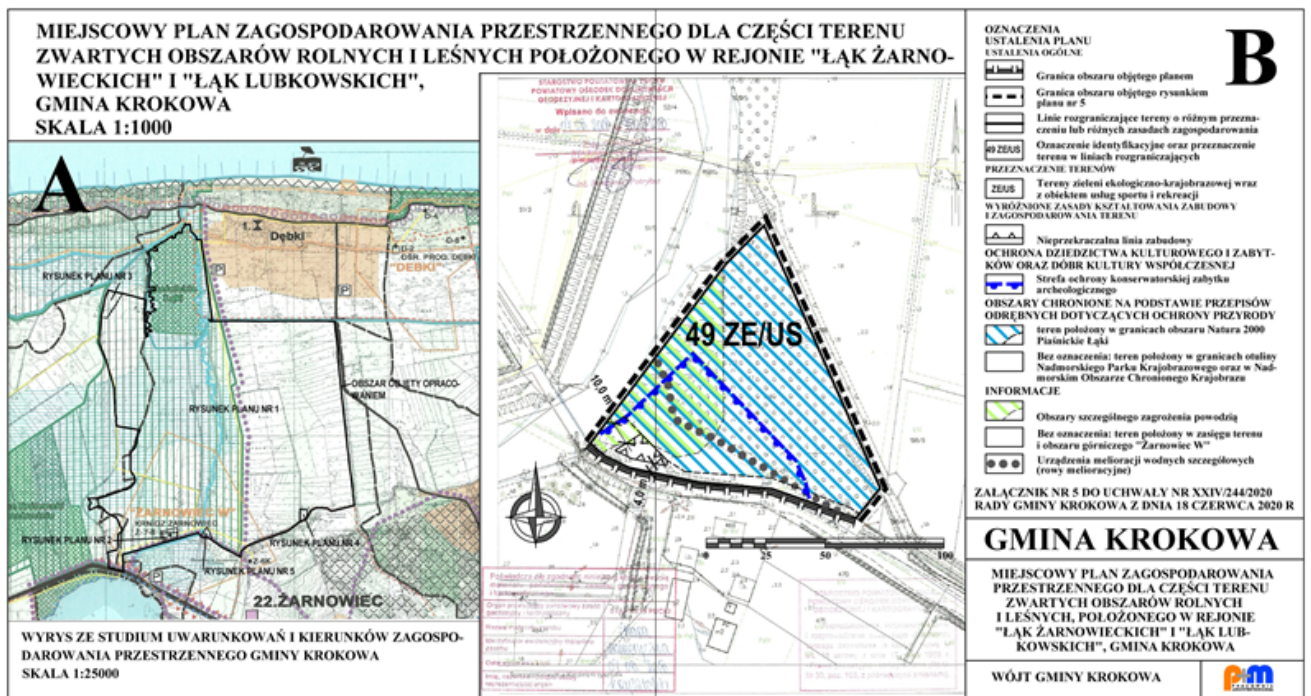 MIEJSCOWY PLAN ZAGOSPODAROWANIA PRZESTRZENNEGO DLA CZĘŚCI TERENU
ZWARTYCH OBSZARÓW ROLNYCH I LEŚNYCH POŁOŻONEGO W REJONIE "ŁĄK ŻARNO-
WIECKICH" I "ŁĄK LUBKOWSKICH",
GMINA KROKOWA
SKALA 1:1000
A
1.
Dębki
D-2
OŚR. PROD. DĘBKI
"DĘBKI"
P
P
RYSUNEK PLANU NR 3
OBSZAR OBJĘTY OPRACO-
WANIEM
RYSUNEK PLANU NR 1
"ŻARNOWIEC W"
RYSUNEK PLANU NR 2
RYSUNEK PLANU NR 4
RYSUNEK PLANU NR 5
P
22.ŻARNOWIEC
WYRYS ZE STUDIUM UWARUNKOWAŃ I KIERUNKÓW ZAGOSPO-
DAROWANIA PRZESTRZENNEGO GMINY KROKOWA
SKALA 1:25000
Wpisano do
49 ZE/US
10,0 m
4,0 m
0 25 50 100
OZNACZENIA
USTALENIA PLANU
USTALENIA OGÓLNE
B
Granica obszaru objętego planem
Granica obszaru objętego rysunkiem
planu nr 5
Linie rozgraniczające tereny o różnym przezna-
czeniu lub różnych zasadach zagospodarowania
49 ZE/US
Oznaczenie identyfikacyjne oraz przeznaczenie
terenu w liniach rozgraniczających
PRZEZNACZENIE TERENÓW
ZE/US
Tereny zieleni ekologiczno-krajobrazowej wraz
z obiektem usług sportu i rekreacji
WYRÓŻNIONE ZASADY KSZTAŁTOWANIA ZABUDOWY
I ZAGOSPODAROWANIA TERENU
Nieprzekraczalna linia zabudowy
OCHRONA DZIEDZICTWA KULTUROWEGO I ZABYT-
KÓW ORAZ DÓBR KULTURY WSPÓŁCZESNEJ
Strefa ochrony konserwatorskiej zabytku
archeologicznego
OBSZARY CHRONIONE NA PODSTAWIE PRZEPISÓW
ODRĘBNYCH DOTYCZĄCYCH OCHRONY PRZYRODY
teren położony w granicach obszaru Natura 2000
Piaśnickie Łąki
Bez oznaczenia: teren położony w granicach otuliny
Nadmorskiego Parku Krajobrazowego oraz w Nad-
morskim Obszarze Chronionego Krajobrazu
INFORMACJE
Obszary szczególnego zagrożenia powodzią
Bez oznaczenia: teren położony w zasięgu terenu
i obszaru górniczego "Żarnowiec W"
Urządzenia melioracji wodnych szczegółowych
(rowy melioracyjne)
ZAŁĄCZNIK NR 5 DO UCHWAŁY NR XXIV/244/2020
RADY GMINY KROKOWA Z DNIA 18 CZERWCA 2020 R
GMINA KROKOWA
MIEJSCOWY PLAN ZAGOSPODAROWANIA
PRZESTRZENNEGO DLA CZĘŚCI TERENU
ZWARTYCH OBSZARÓW ROLNYCH
I LEŚNYCH, POŁOŻONEGO W REJONIE
"ŁĄK ŻARNOWIECKICH" I "ŁĄK LUB-
KOWSKICH", GMINA KROKOWA
WÓJT GMINY KROKOWA
p+m